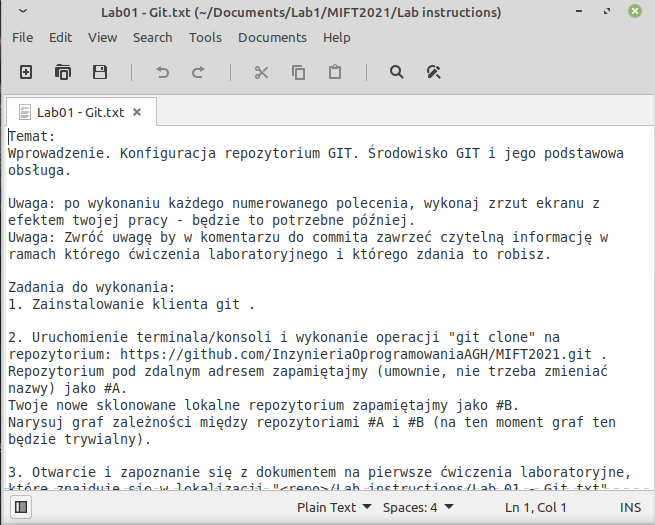 Lab01 - Git.txt (~/Documents/Lab1/MIFT2021/Lab instructions)
File Edit View Search Tools Documents Help
Lab01 - Git.txt
Temat:
Wprowadzenie. Konfiguracja repozytorium GIT. Środowisko GIT i jego podstawowa
obsługa.
Uwaga: po wykonaniu każdego numerowanego polecenia, wykonaj zrzut ekranu z
efektem twojej pracy - będzie to potrzebne później.
Uwaga: Zwróć uwagę by w komentarzu do commita zawrzeć czytelną informację w
ramach którego ćwiczenia laboratoryjnego i którego zdania to robisz.
Zadania do wykonania:
1. Zainstalowanie klienta git .
2. Uruchomienie terminala/konsoli i wykonanie operacji "git clone" na
repozytorium: https://github.com/InzynieriaOprogramowaniaAGH/MIFT2021.git .
Repozytorium pod zdalnym adresem zapamiętajmy (umownie, nie trzeba zmieniać
nazwy) jako #A.
Twoje nowe sklonowane lokalne repozytorium zapamiętajmy jako #B.
Narysuj graf zależności między repozytoriami #A i #B (na ten moment graf ten
będzie trywialny).
3. Otwarcie i zapoznanie się z dokumentem na pierwsze ćwiczenia laboratoryjne,
które znajduje się w lokalizacji "<repo>/Lab instructions/Lab 01 - Git.txt"
Plain Text Spaces: 4 Ln 1, Col 1 INS